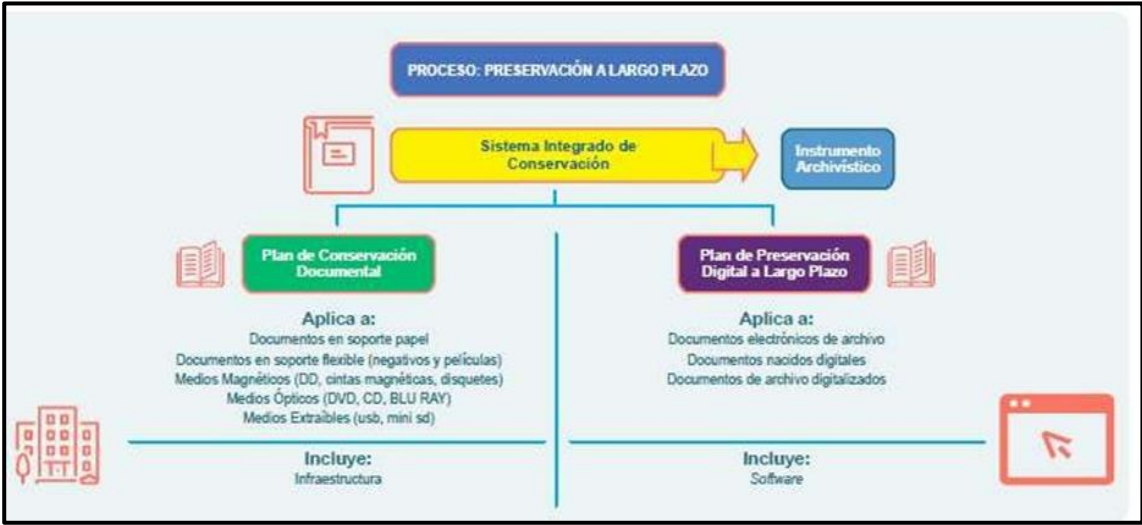 PROCESO: PRESERVACIÓN A LARGO PLAZO
Sistema Integrado de
Conservación
Instrumento
Archivístico
Plan de Conservación
Documental
Aplica a:
Documentos en soporte papel
Documentos en soporte flexible (negativos y películas)
Medios Magnéticos (DD, cintas magnéticas, disquetes)
Medios Ópticos (DVD, CD, BLU RAY)
Medios Extraíbles (usb, mini sd)
Incluye:
Infraestructura
Plan de Preservación
Digital a Largo Plazo
Aplica a:
Documentos electrónicos de archivo
Documentos nacidos digitales
Documentos de archivo digitalizados
Incluye:
Software